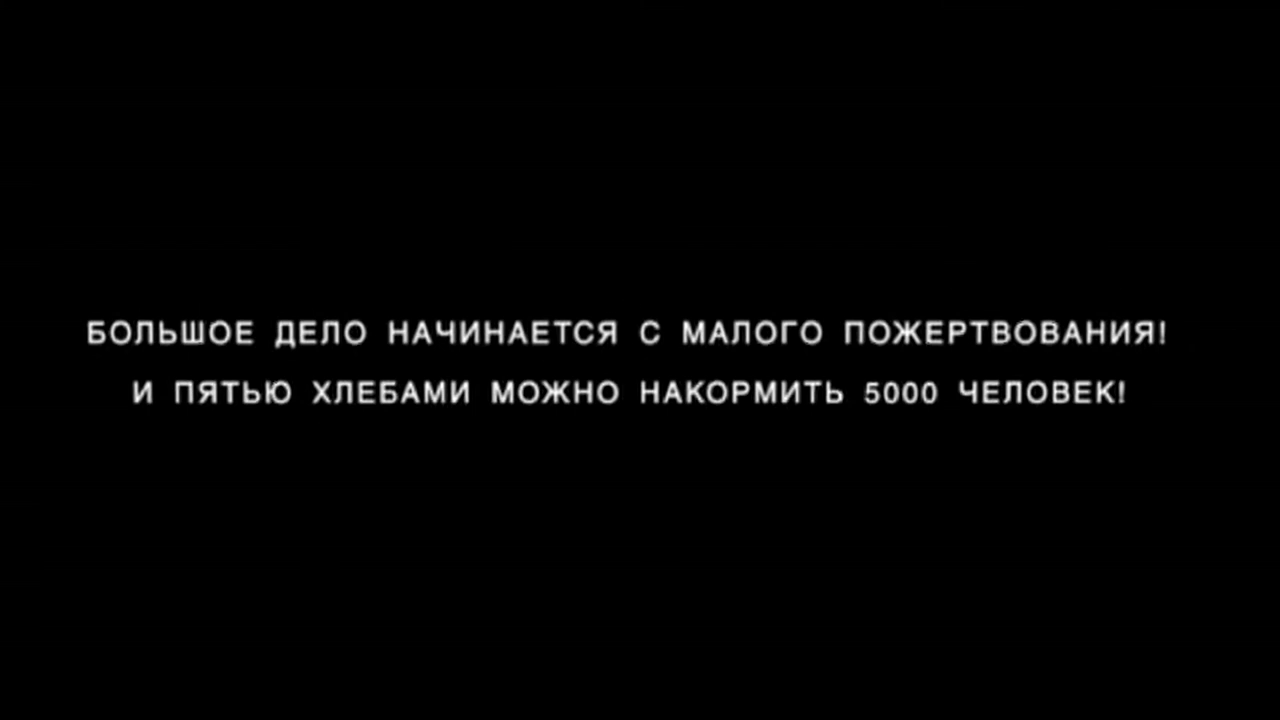 БОЛЬШОЕ ДЕЛО НАЧИНАЕТСЯ С МАЛОГО ПОЖЕРТВОВАНИЯ!
И ПЯТЬЮ ХЛЕБАМИ МОЖНО НАКОРМИТЬ 5000 ЧЕЛОВЕК!